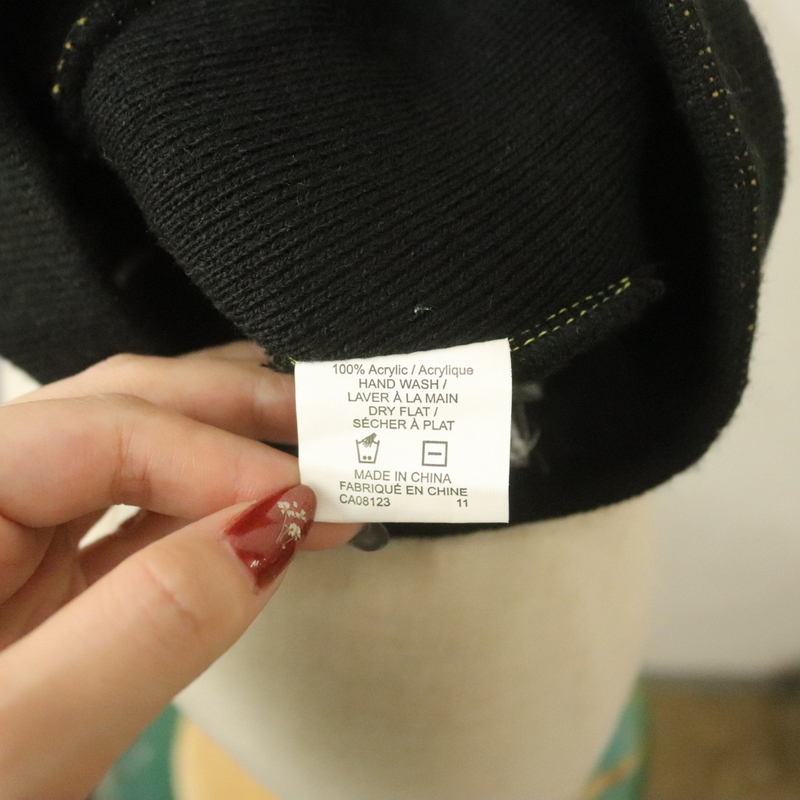 100% Acrylic / Acrylique
HAND WASH /
LAVER À LA MAIN
DRY FLAT /
SÉCHER À PLAT
MADE IN CHINA
FABRIQUÉ EN CHINE
CA08123 11